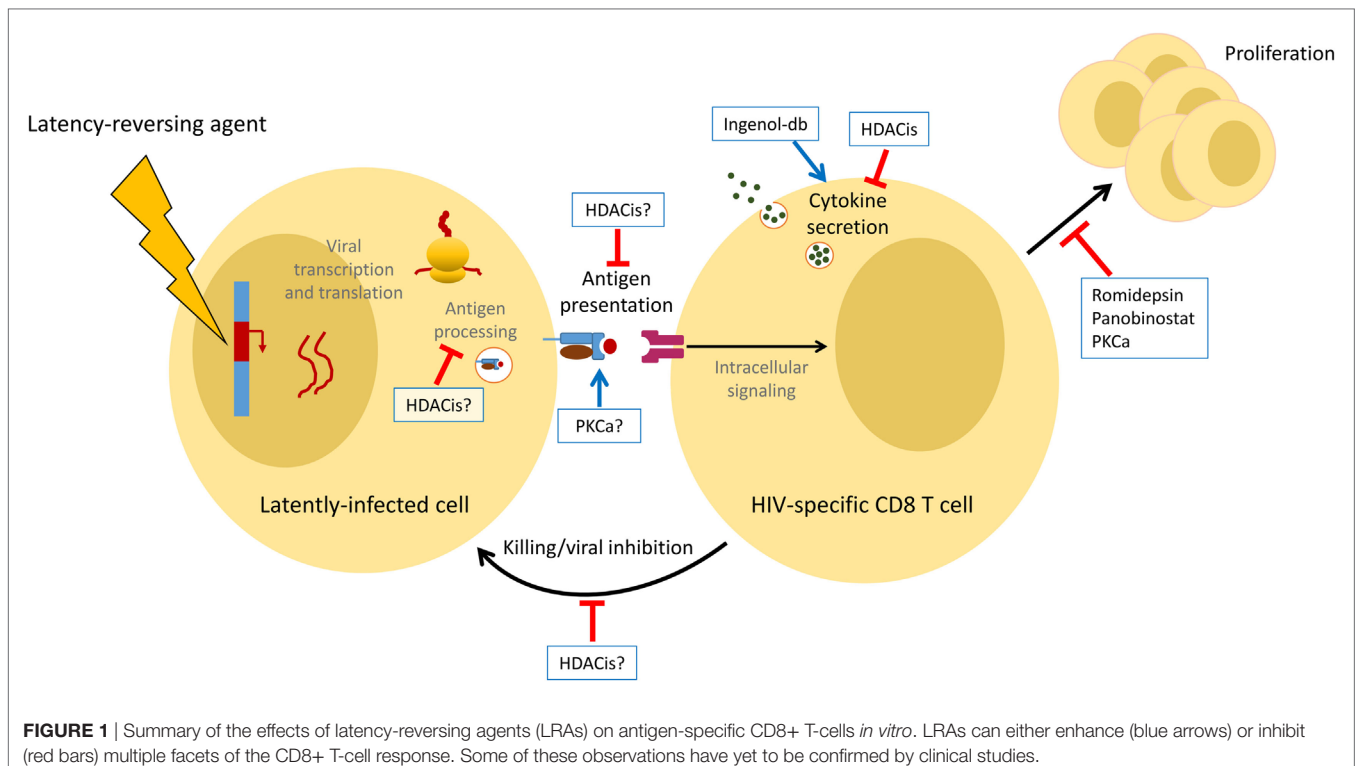 Proliferation
Latency-reversing agent
Ingenol-db
HDACis
HDACis?
Cytokine
secretion
Viral
transcription
and translation
Antigen
processing
Antigen
presentation
Romidepsin
Panobinostat
PKCa
HDACis?
PKCa?
Intracellular
signaling
Latently-infected cell
HIV-specific CD8 T cell
Killing/viral inhibition
HDACis?
FIGURE 1 | Summary of the effects of latency-reversing agents (LRAs) on antigen-specific CD8+ T-cells in vitro. LRAs can either enhance (blue arrows) or inhibit
(red bars) multiple facets of the CD8+ T-cell response. Some of these observations have yet to be confirmed by clinical studies.